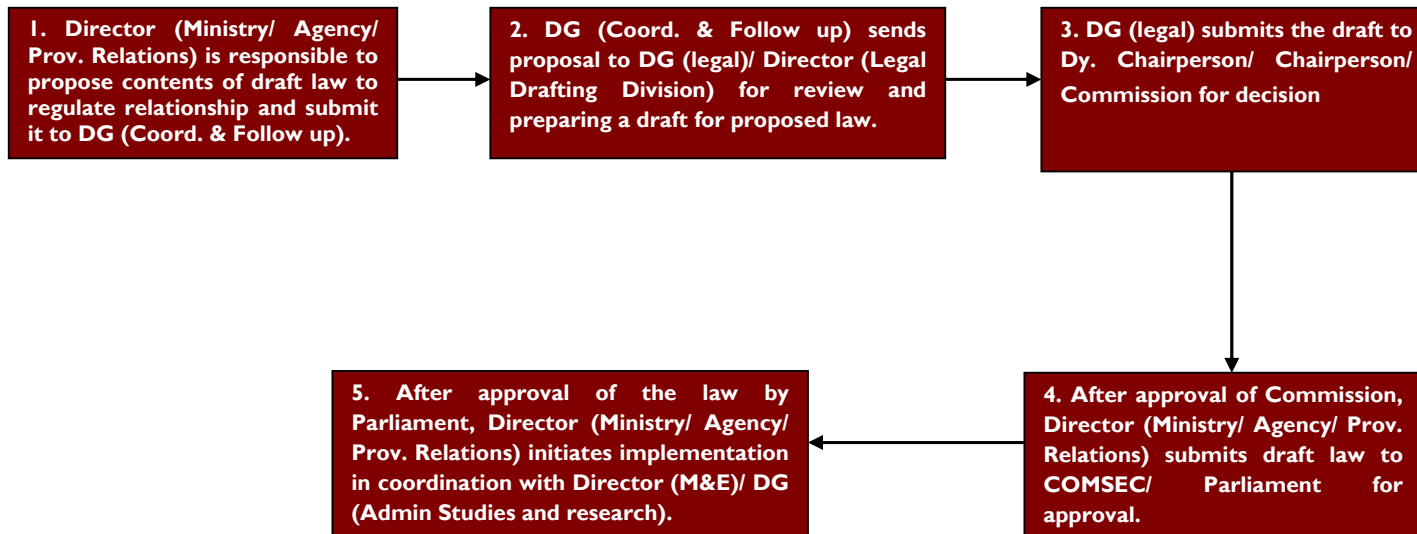 1. Director (Ministry/ Agency/
Prov. Relations) is responsible to
propose contents of draft law to
regulate relationship and submit
it to DG (Coord. & Follow up).
2. DG (Coord. & Follow up) sends
proposal to DG (legal)/ Director (Legal
Drafting Division) for review and
preparing a draft for proposed law.
3. DG (legal) submits the draft to
Dy. Chairperson/ Chairperson/
Commission for decision
4. After approval of Commission,
Director (Ministry/ Agency/ Prov.
Relations) submits draft law to
COMSEC/ Parliament for
approval.
5. After approval of the law by
Parliament, Director (Ministry/ Agency/
Prov. Relations) initiates implementation
in coordination with Director (M&E)/ DG
(Admin Studies and research).